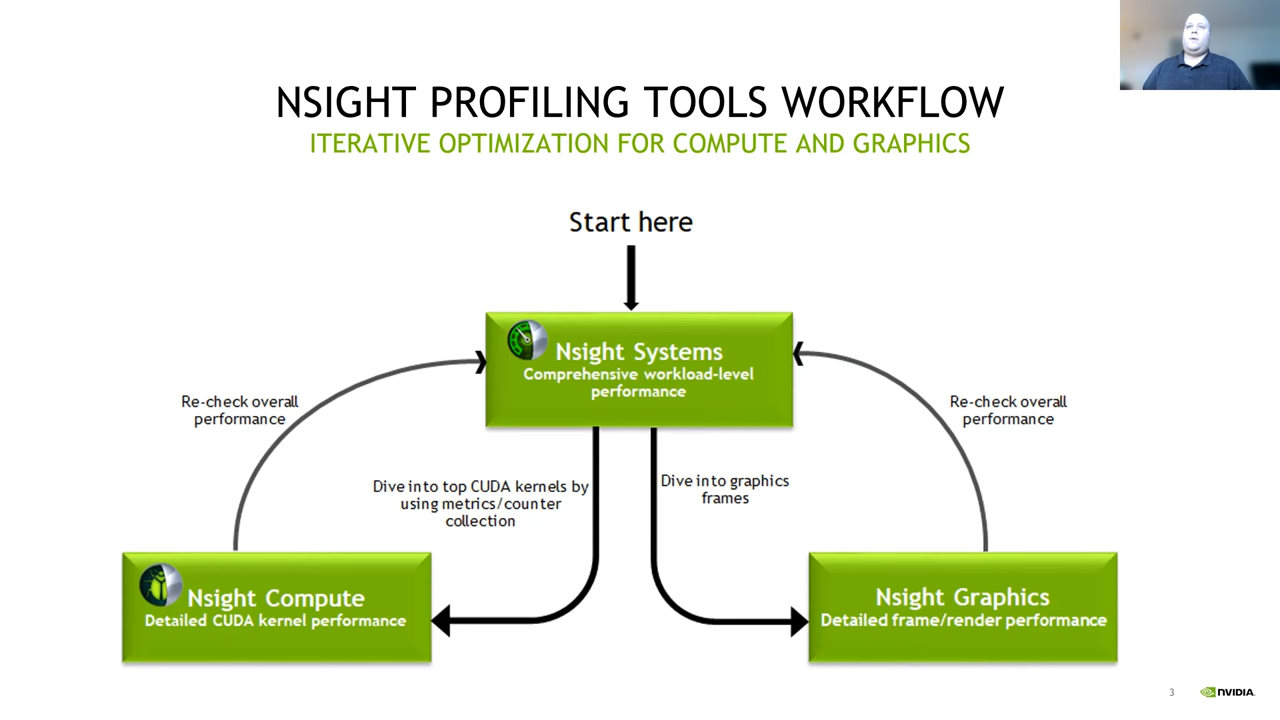 NSIGHT PROFILING TOOLS WORKFLOW
ITERATIVE OPTIMIZATION FOR COMPUTE AND GRAPHICS
Start here
Nsight Systems
Comprehensive workload-level
performance
Re-check overall
performance
Re-check overall
performance
Dive into top CUDA kernels by
using metrics/counter
collection
Dive into graphics
frames
Nsight Compute
Detailed CUDA kernel performance
Nsight Graphics
Detailed frame/render performance
3
NVIDIA.